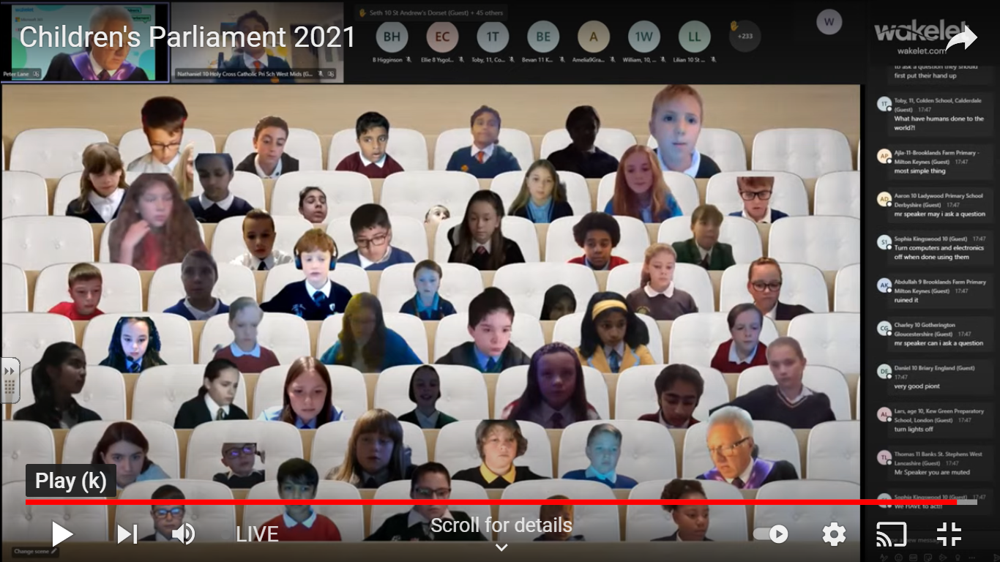 Children's Parliament 2021
Peter Lane
Nathaniel 10 Holy Cross Catholic Pri Sch West Mids (G...
Seth 10 St Andrew's Dorset (Guest) + 45 others
BH
EC
1T
BE
A
1W
LL
+233
W
B Higginson
Ellie 8 Ysgol...
Toby, 11, Co...
Bevan 11 K...
Amelia9Gra...
William, 10, ...
Lilian 10 St ...
wakelet
wakelet.com
to ask a question they should
first put their hand up
1T
Toby, 11, Colden School, Calderdale
(Guest) 17:47
What have humans done to the
world?!
AP
Ajla-11-Brooklands Farm Primary -
Milton Keynes (Guest) 17:47
most simple thing
AD
Aaron 10 Ladywood Primary School
Derbyshire (Guest) 17:47
mr speaker may i ask a question
S1
Sophia Kingswood 10 (Guest) 17:47
Turn computers and electronics
off when done using them
AK
Abdullah 9 Brooklands Farm Primary
Milton Keynes (Guest) 17:47
ruined it
CG
Charley 10 Gotherington
Gloucestershire (Guest) 17:47
mr speaker can i ask a question
DE
Daniel 10 Briary England (Guest)
17:47
very good piont
AL
Lars, age 10, Kew Green Preparatory
School, London (Guest) 17:47
turn lights off
TL
Thomas 11 Banks St. Stephens West
Lancashire (Guest) 17:47
Mr Speaker you are muted
Sophia Kingswood 10 (Guest) 17:47
We HAVE to act!!
Play (k)
LIVE
Scroll for details
Change scene